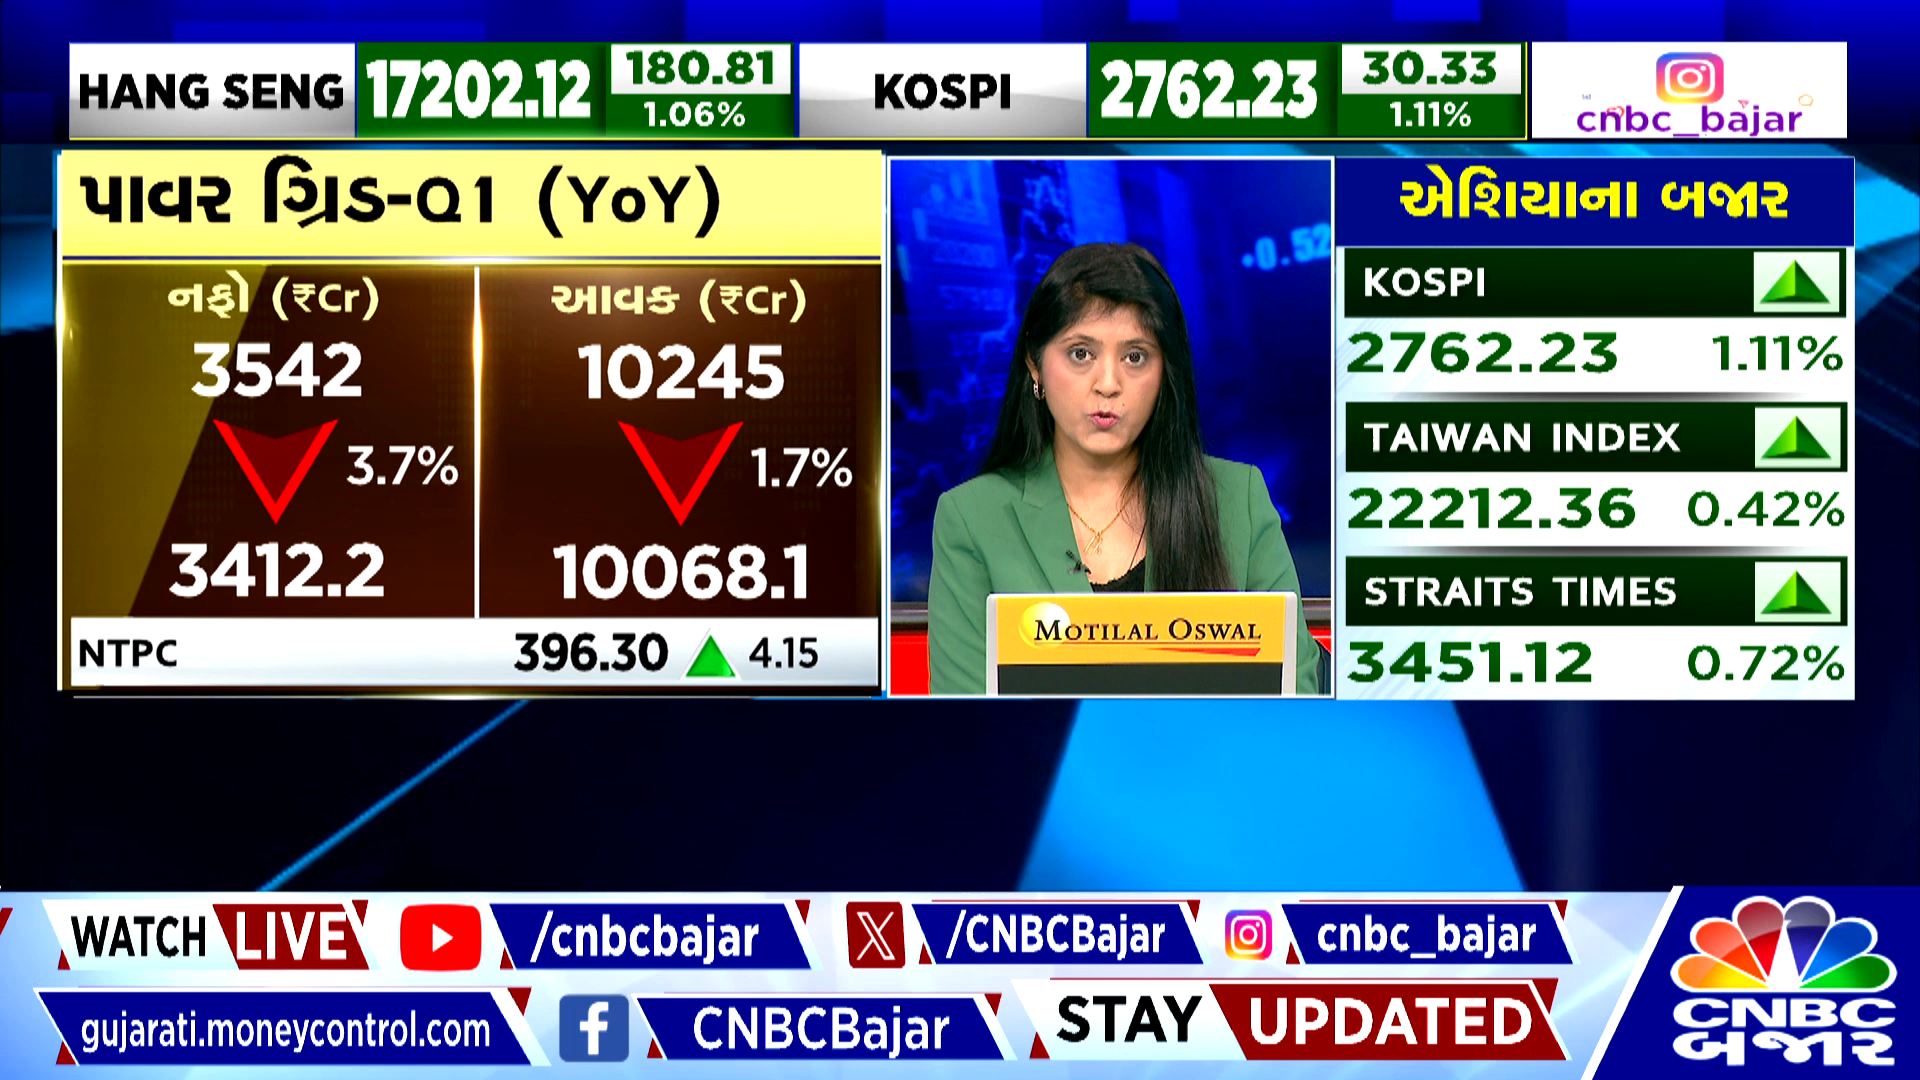 HANG SENG 17202.12 180.81 1.06% KOSPI 2762.23 30.33 1.11%
cnbc_bajar
પાવર ગ્રિડ-Q1 (YoY)
નફો (₹Cr) આવક (₹Cr)
3542 10245
3.7% 1.7%
3412.2 10068.1
NTPC 396.30 4.15
MOTILAL OSWAL
એશિયાના બજાર
KOSPI
2762.23 1.11%
TAIWAN INDEX
22212.36 0.42%
STRAITS TIMES
3451.12 0.72%
WATCH LIVE /cnbcbajar /CNBCBajar cnbc_bajar
gujarati.moneycontrol.com CNBCBajar STAY UPDATED
CNBC
બજાર